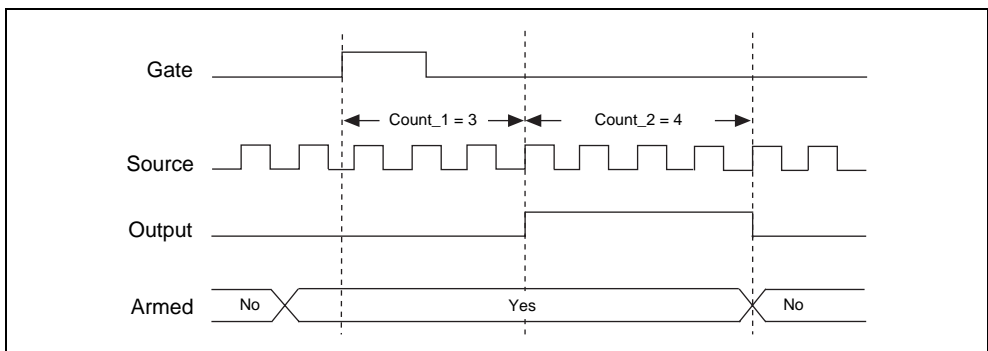 Gate
Count_1 = 3 Count_2 = 4
Source
Output
Armed No Yes No